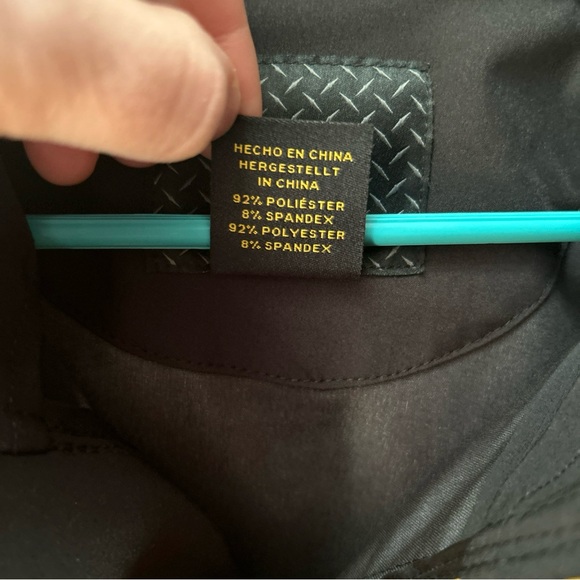 HECHO EN CHINA
HERGESTELLT
IN CHINA
92% POLIÉSTER
8% SPANDEX
92% POLYESTER
8% SPANDEX